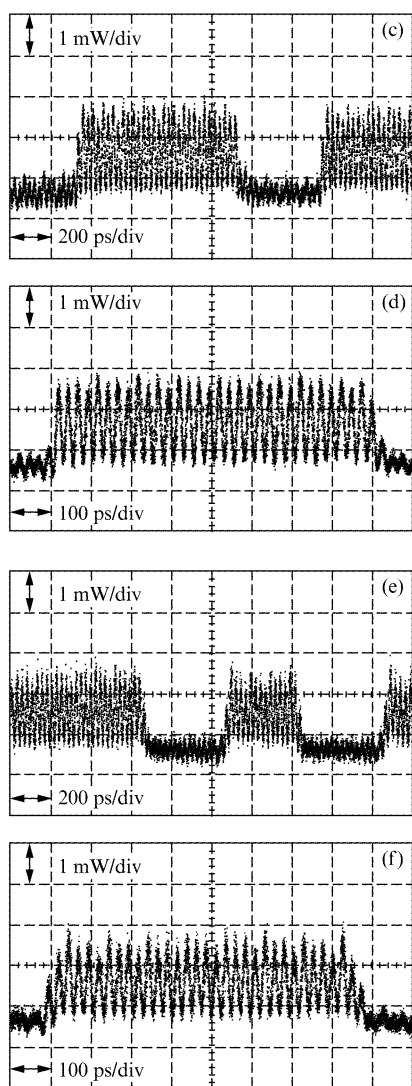 1 mW/div (c)
200 ps/div
1 mW/div (d)
100 ps/div
1 mW/div (e)
200 ps/div
1 mW/div (f)
100 ps/div